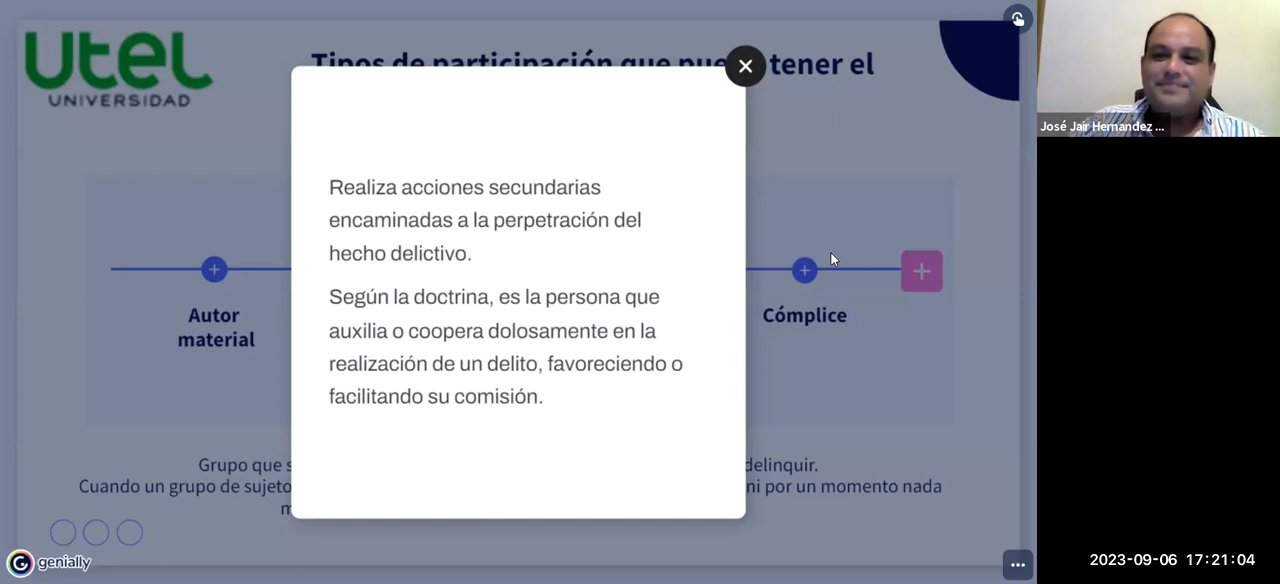 utel
UNIVERSIDAD
Tipos de participación que pue tener el
José Jair Hernandez ...
Realiza acciones secundarias
encaminadas a la perpetración del
hecho delictivo.
Según la doctrina, es la persona que
auxilia o coopera dolosamente en la
realización de un delito, favoreciendo o
facilitando su comisión.
Autor
material
Cómplice
Grupo que s delinquir.
Cuando un grupo de sujeto ni por un momento nada
m
genially
2023-09-06 17:21:04